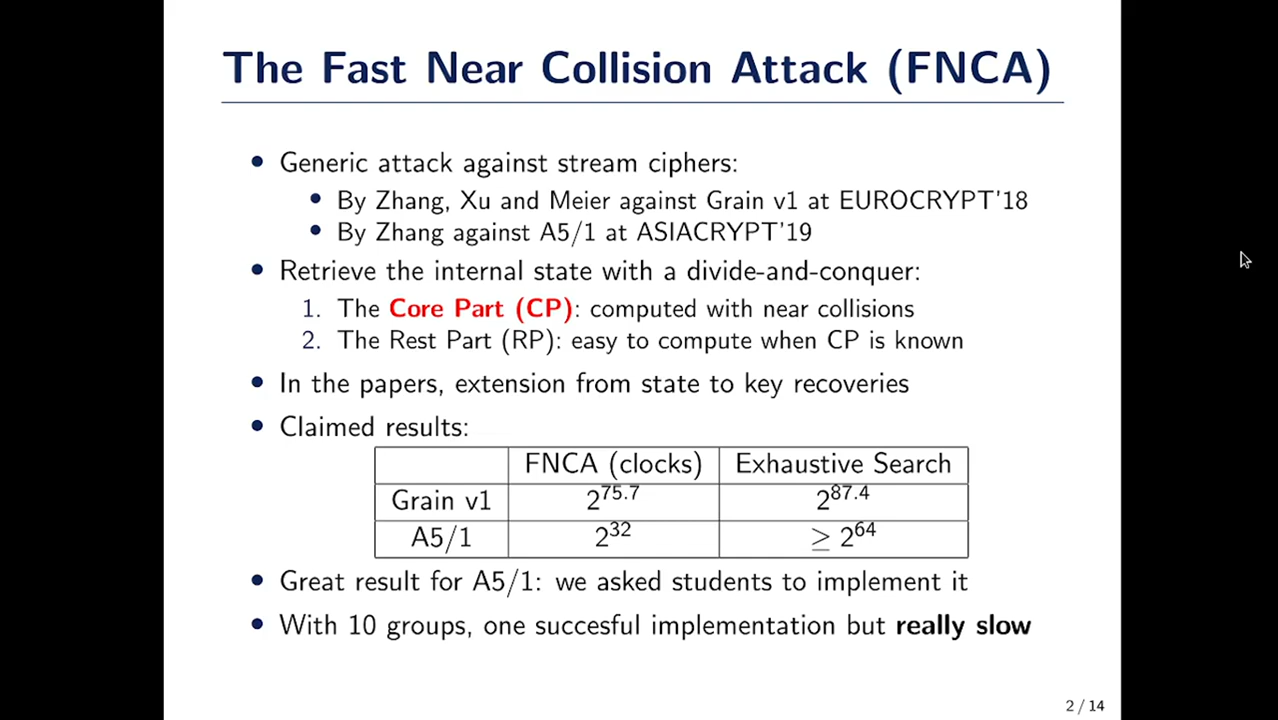 The Fast Near Collision Attack (FNCA)
• Generic attack against stream ciphers:
• By Zhang, Xu and Meier against Grain v1 at EUROCRYPT'18
• By Zhang against A5/1 at ASIACRYPT'19
• Retrieve the internal state with a divide-and-conquer:
1. The Core Part (CP): computed with near collisions
2. The Rest Part (RP): easy to compute when CP is known
• In the papers, extension from state to key recoveries
• Claimed results:
FNCA (clocks) Exhaustive Search
Grain v1 2^75.7 2^87.4
A5/1 2^32 ≥ 2^64
• Great result for A5/1: we asked students to implement it
• With 10 groups, one succesful implementation but really slow
2 / 14